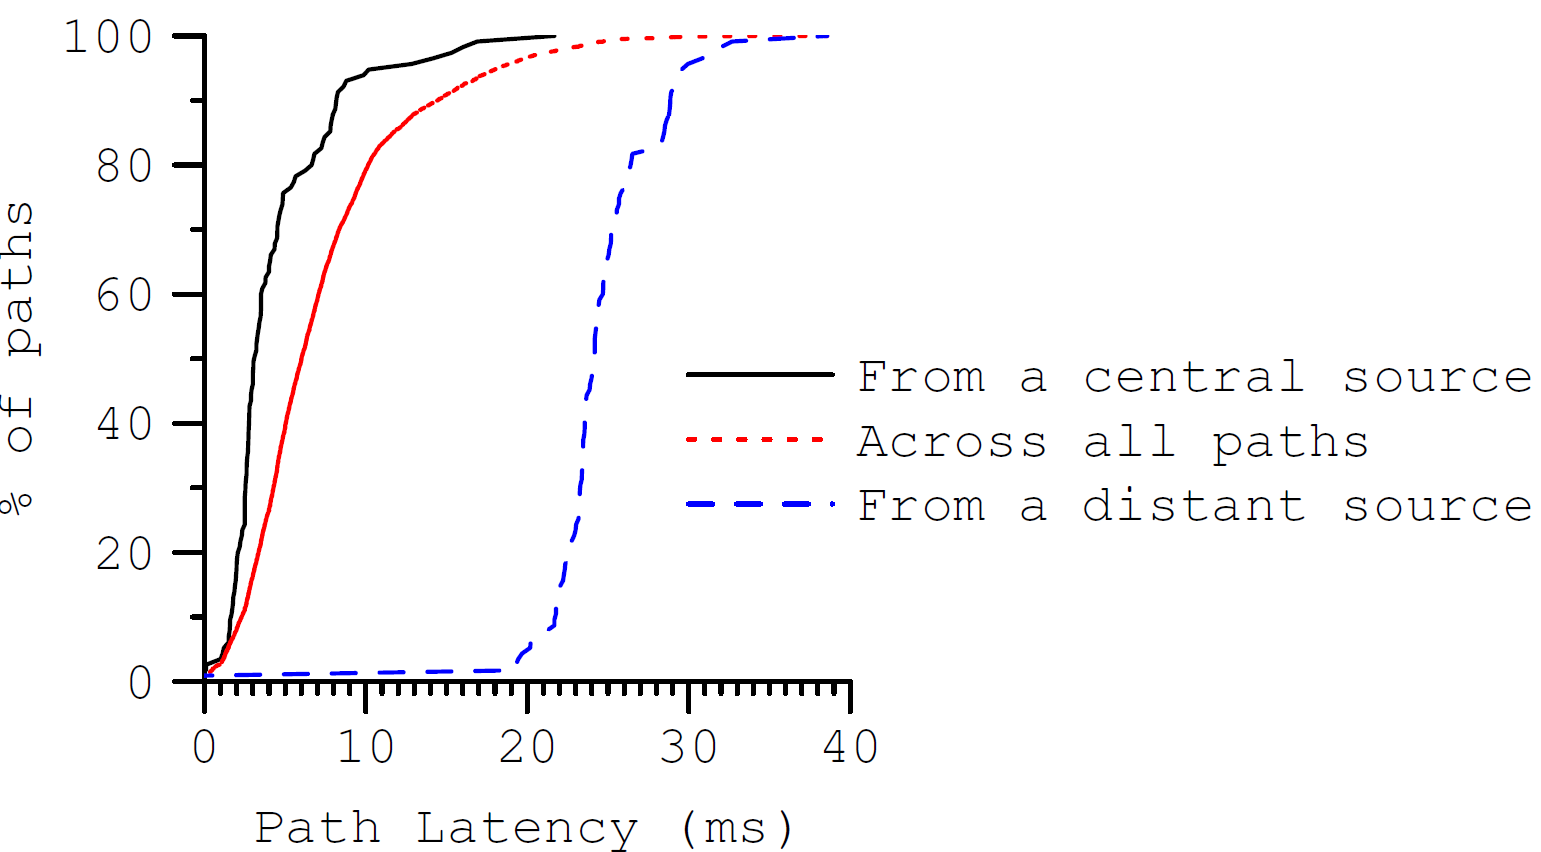 100
80
60
40
20
0
% of paths
0 10 20 30 40
Path Latency (ms)
From a central source
Across all paths
From a distant source